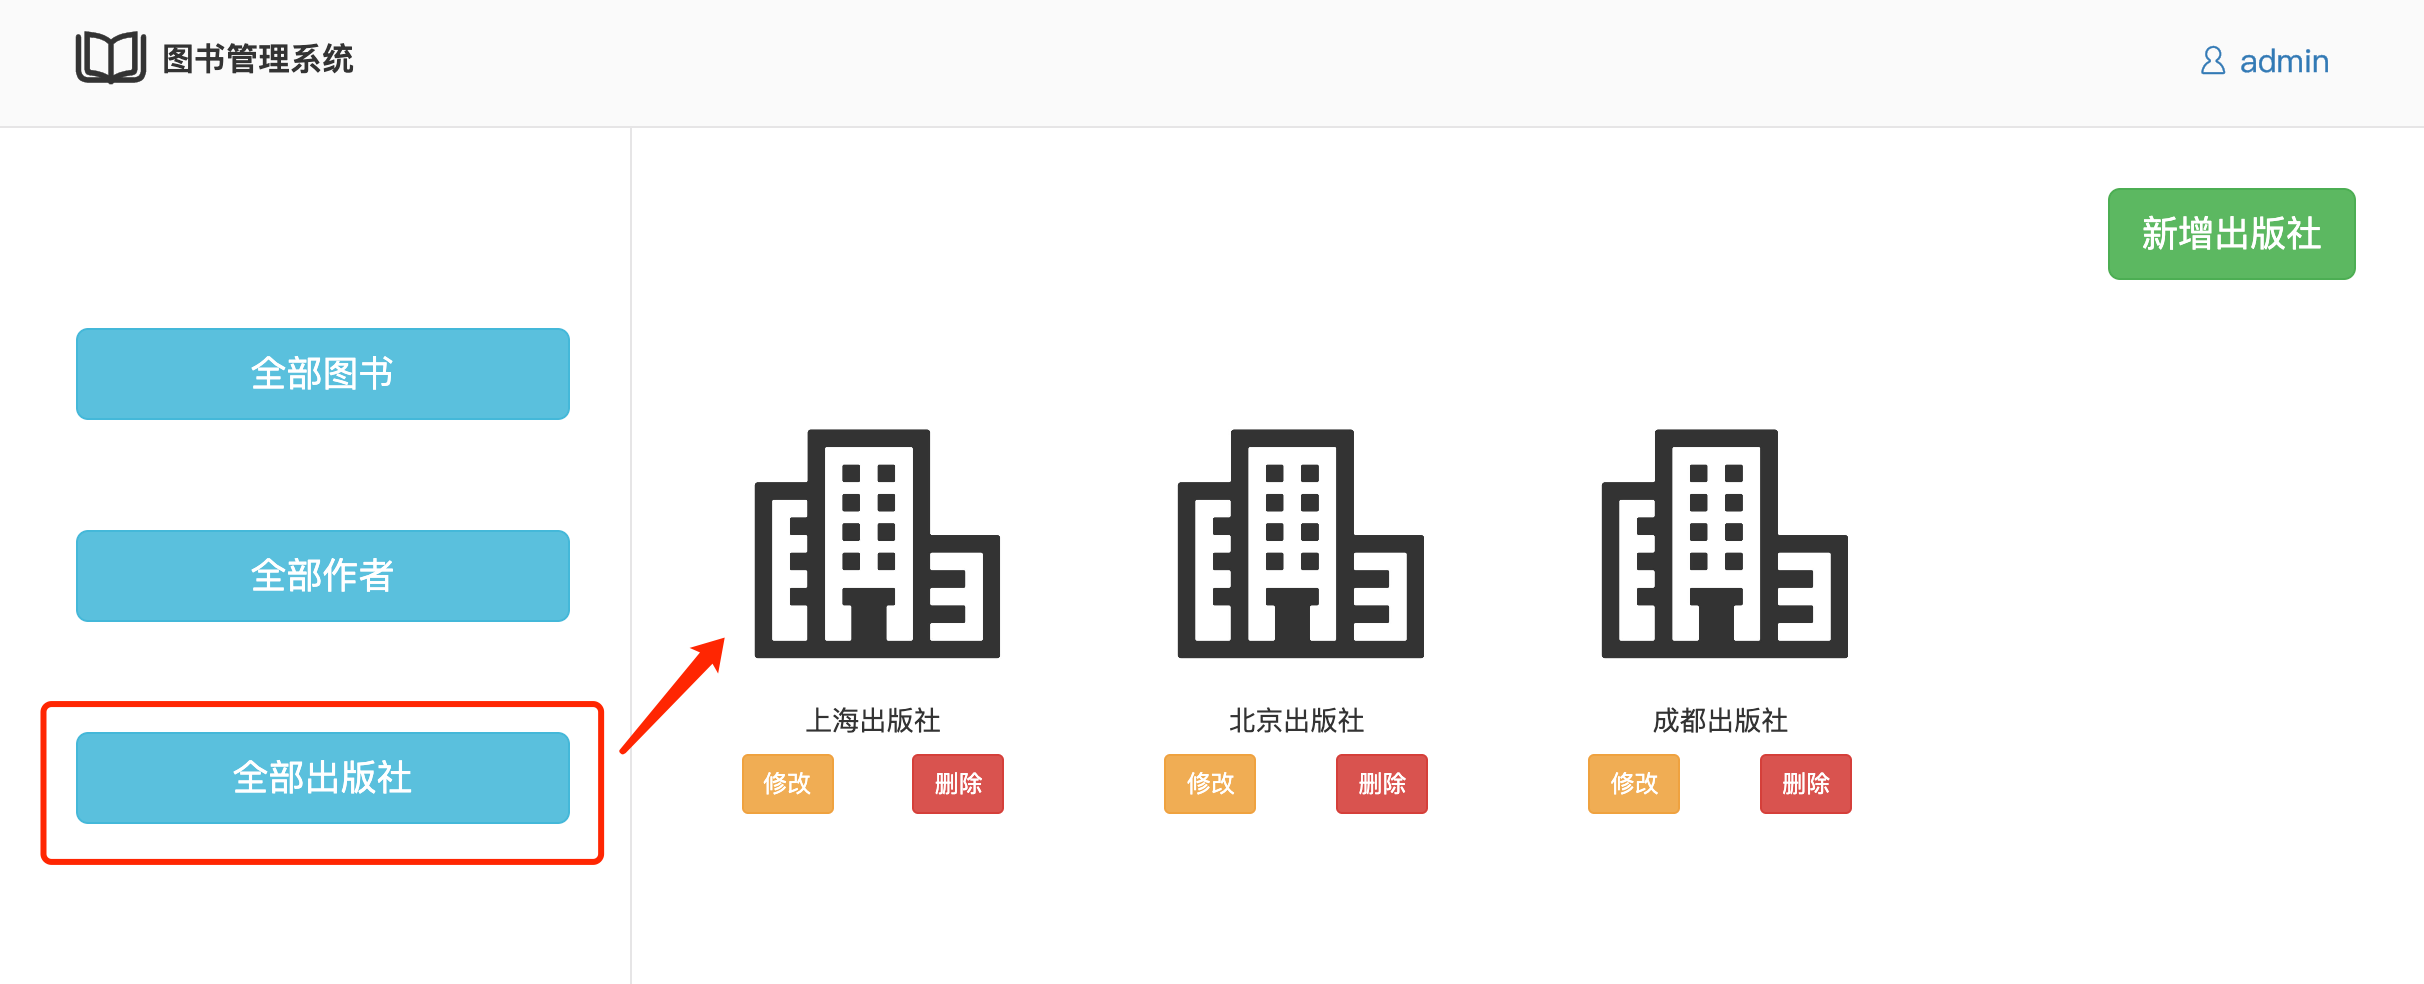 图书管理系统
admin
新增出版社
全部图书
全部作者
全部出版社
上海出版社
修改
删除
北京出版社
修改
删除
成都出版社
修改
删除